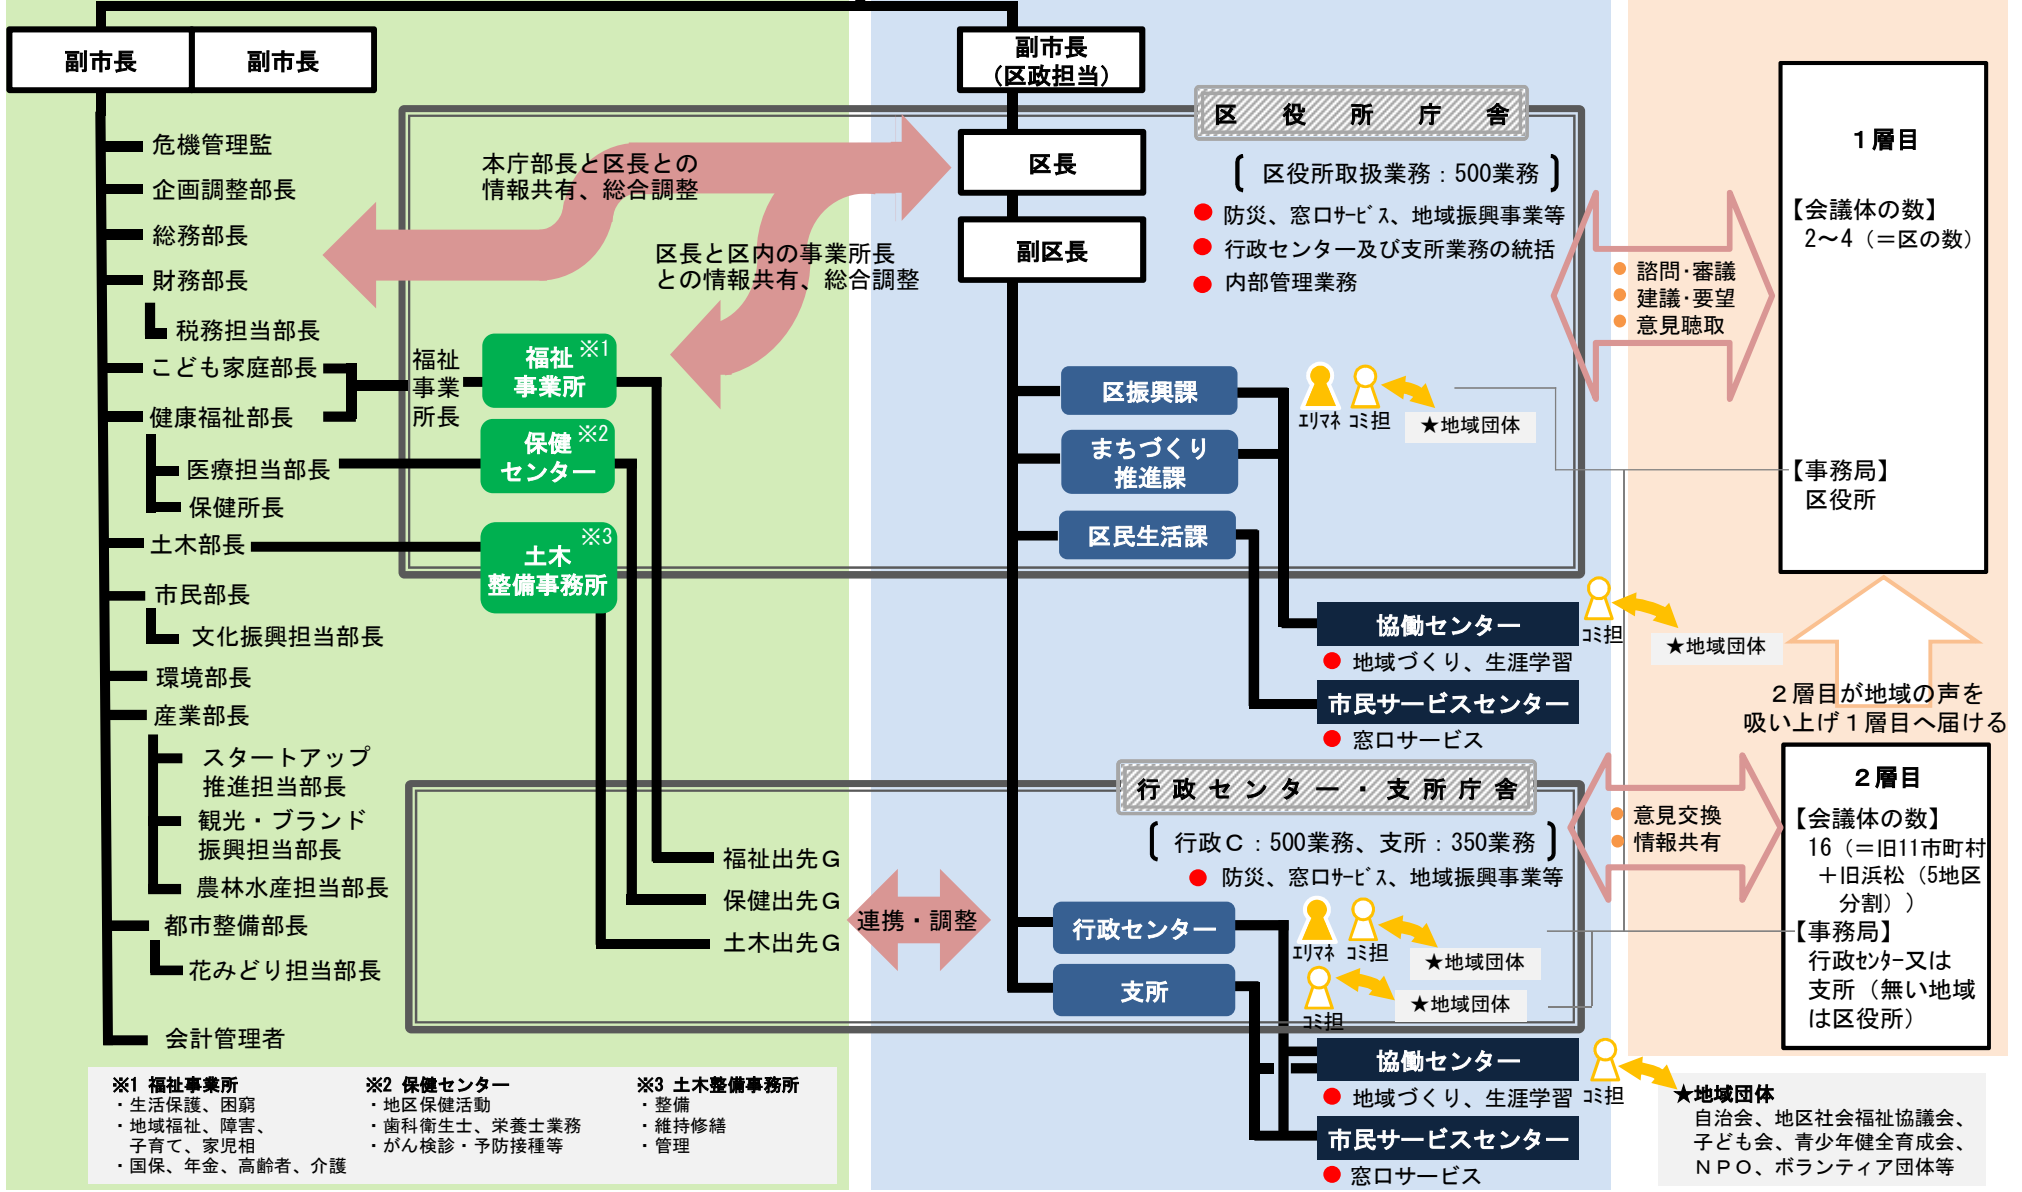 副市長
副市長
副市長
（区政担当）
危機管理監
企画調整部長
総務部長
財務部長
税務担当部長
こども家庭部長
健康福祉部長
医療担当部長
保健所長
土木部長
市民部長
文化振興担当部長
環境部長
産業部長
スタートアップ
推進担当部長
観光・ブランド
振興担当部長
農林水産担当部長
都市整備部長
花みどり担当部長
会計管理者
本庁部長と区長との
情報共有、総合調整
区長と区内の事業所長
との情報共有、総合調整
福祉
事業
所長
福祉 ※1
事業所
保健 ※2
センター
※3
土木
整備事務所
福祉出先Ｇ
保健出先Ｇ
土木出先Ｇ
連携・調整
区長
副区長
区役所庁舎
区役所取扱業務：500業務
● 防災、窓口ｻｰﾋﾞｽ、地域振興事業等
● 行政センター及び支所業務の統括
● 内部管理業務
区振興課
まちづくり
推進課
区民生活課
ｴﾘﾏﾈ ｺﾐ担
★地域団体
協働センター
● 地域づくり、生涯学習
ｺﾐ担
★地域団体
市民サービスセンター
● 窓口サービス
行政センター・支所庁舎
行政Ｃ：500業務、支所：350業務
● 防災、窓口ｻｰﾋﾞｽ、地域振興事業等
行政センター
ｴﾘﾏﾈ ｺﾐ担
★地域団体
支所
ｺﾐ担
★地域団体
協働センター
● 地域づくり、生涯学習
ｺﾐ担
市民サービスセンター
● 窓口サービス
● 諮問･審議
● 建議･要望
● 意見聴取
１層目
【会議体の数】
2～4（＝区の数）
【事務局】
区役所
２層目が地域の声を
吸い上げ１層目へ届ける
● 意見交換
● 情報共有
２層目
【会議体の数】
16（＝旧11市町村
＋旧浜松（5地区
分割））
【事務局】
行政ｾﾝﾀｰ又は
支所（無い地域
は区役所）
※1 福祉事業所
・生活保護、困窮
・地域福祉、障害、
子育て、家児相
・国保、年金、高齢者、介護
※2 保健センター
・地区保健活動
・歯科衛生士、栄養士業務
・がん検診・予防接種等
※3 土木整備事務所
・整備
・維持修繕
・管理
★地域団体
自治会、地区社会福祉協議会、
子ども会、青少年健全育成会、
ＮＰＯ、ボランティア団体等